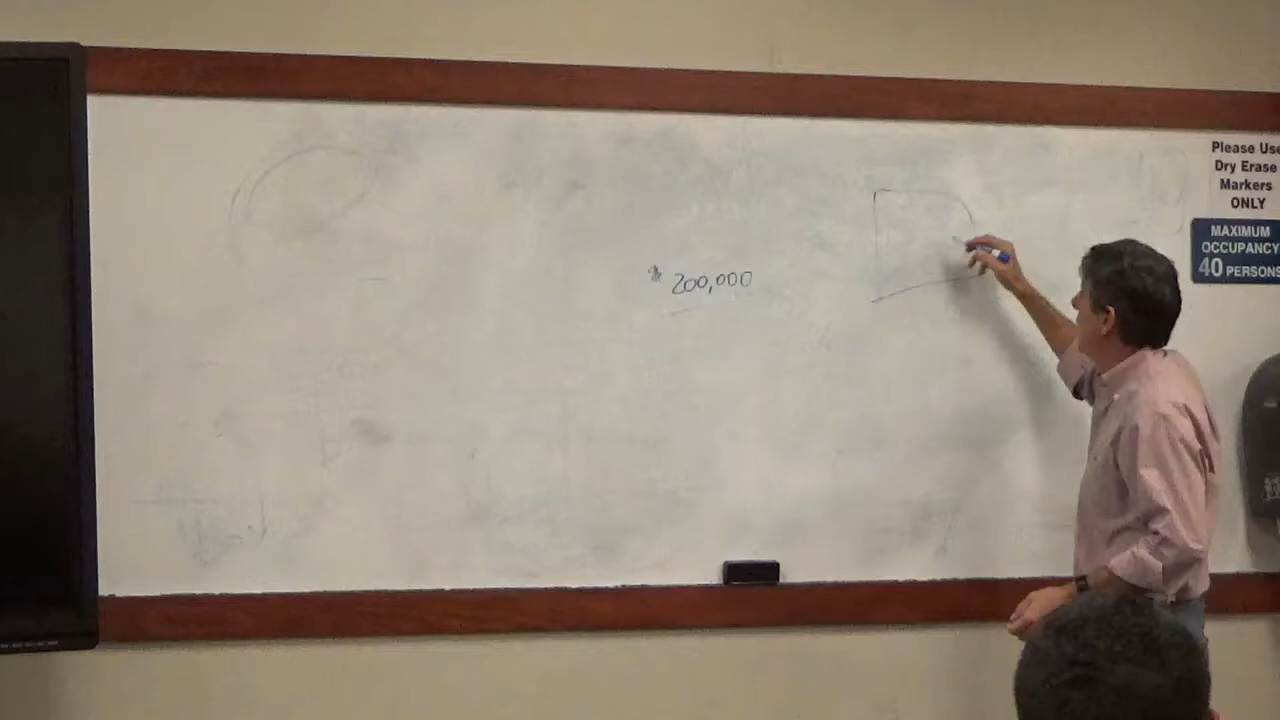 $ 200,000
Please Use
Dry Erase
Markers
ONLY
MAXIMUM
OCCUPANCY
40 PERSONS